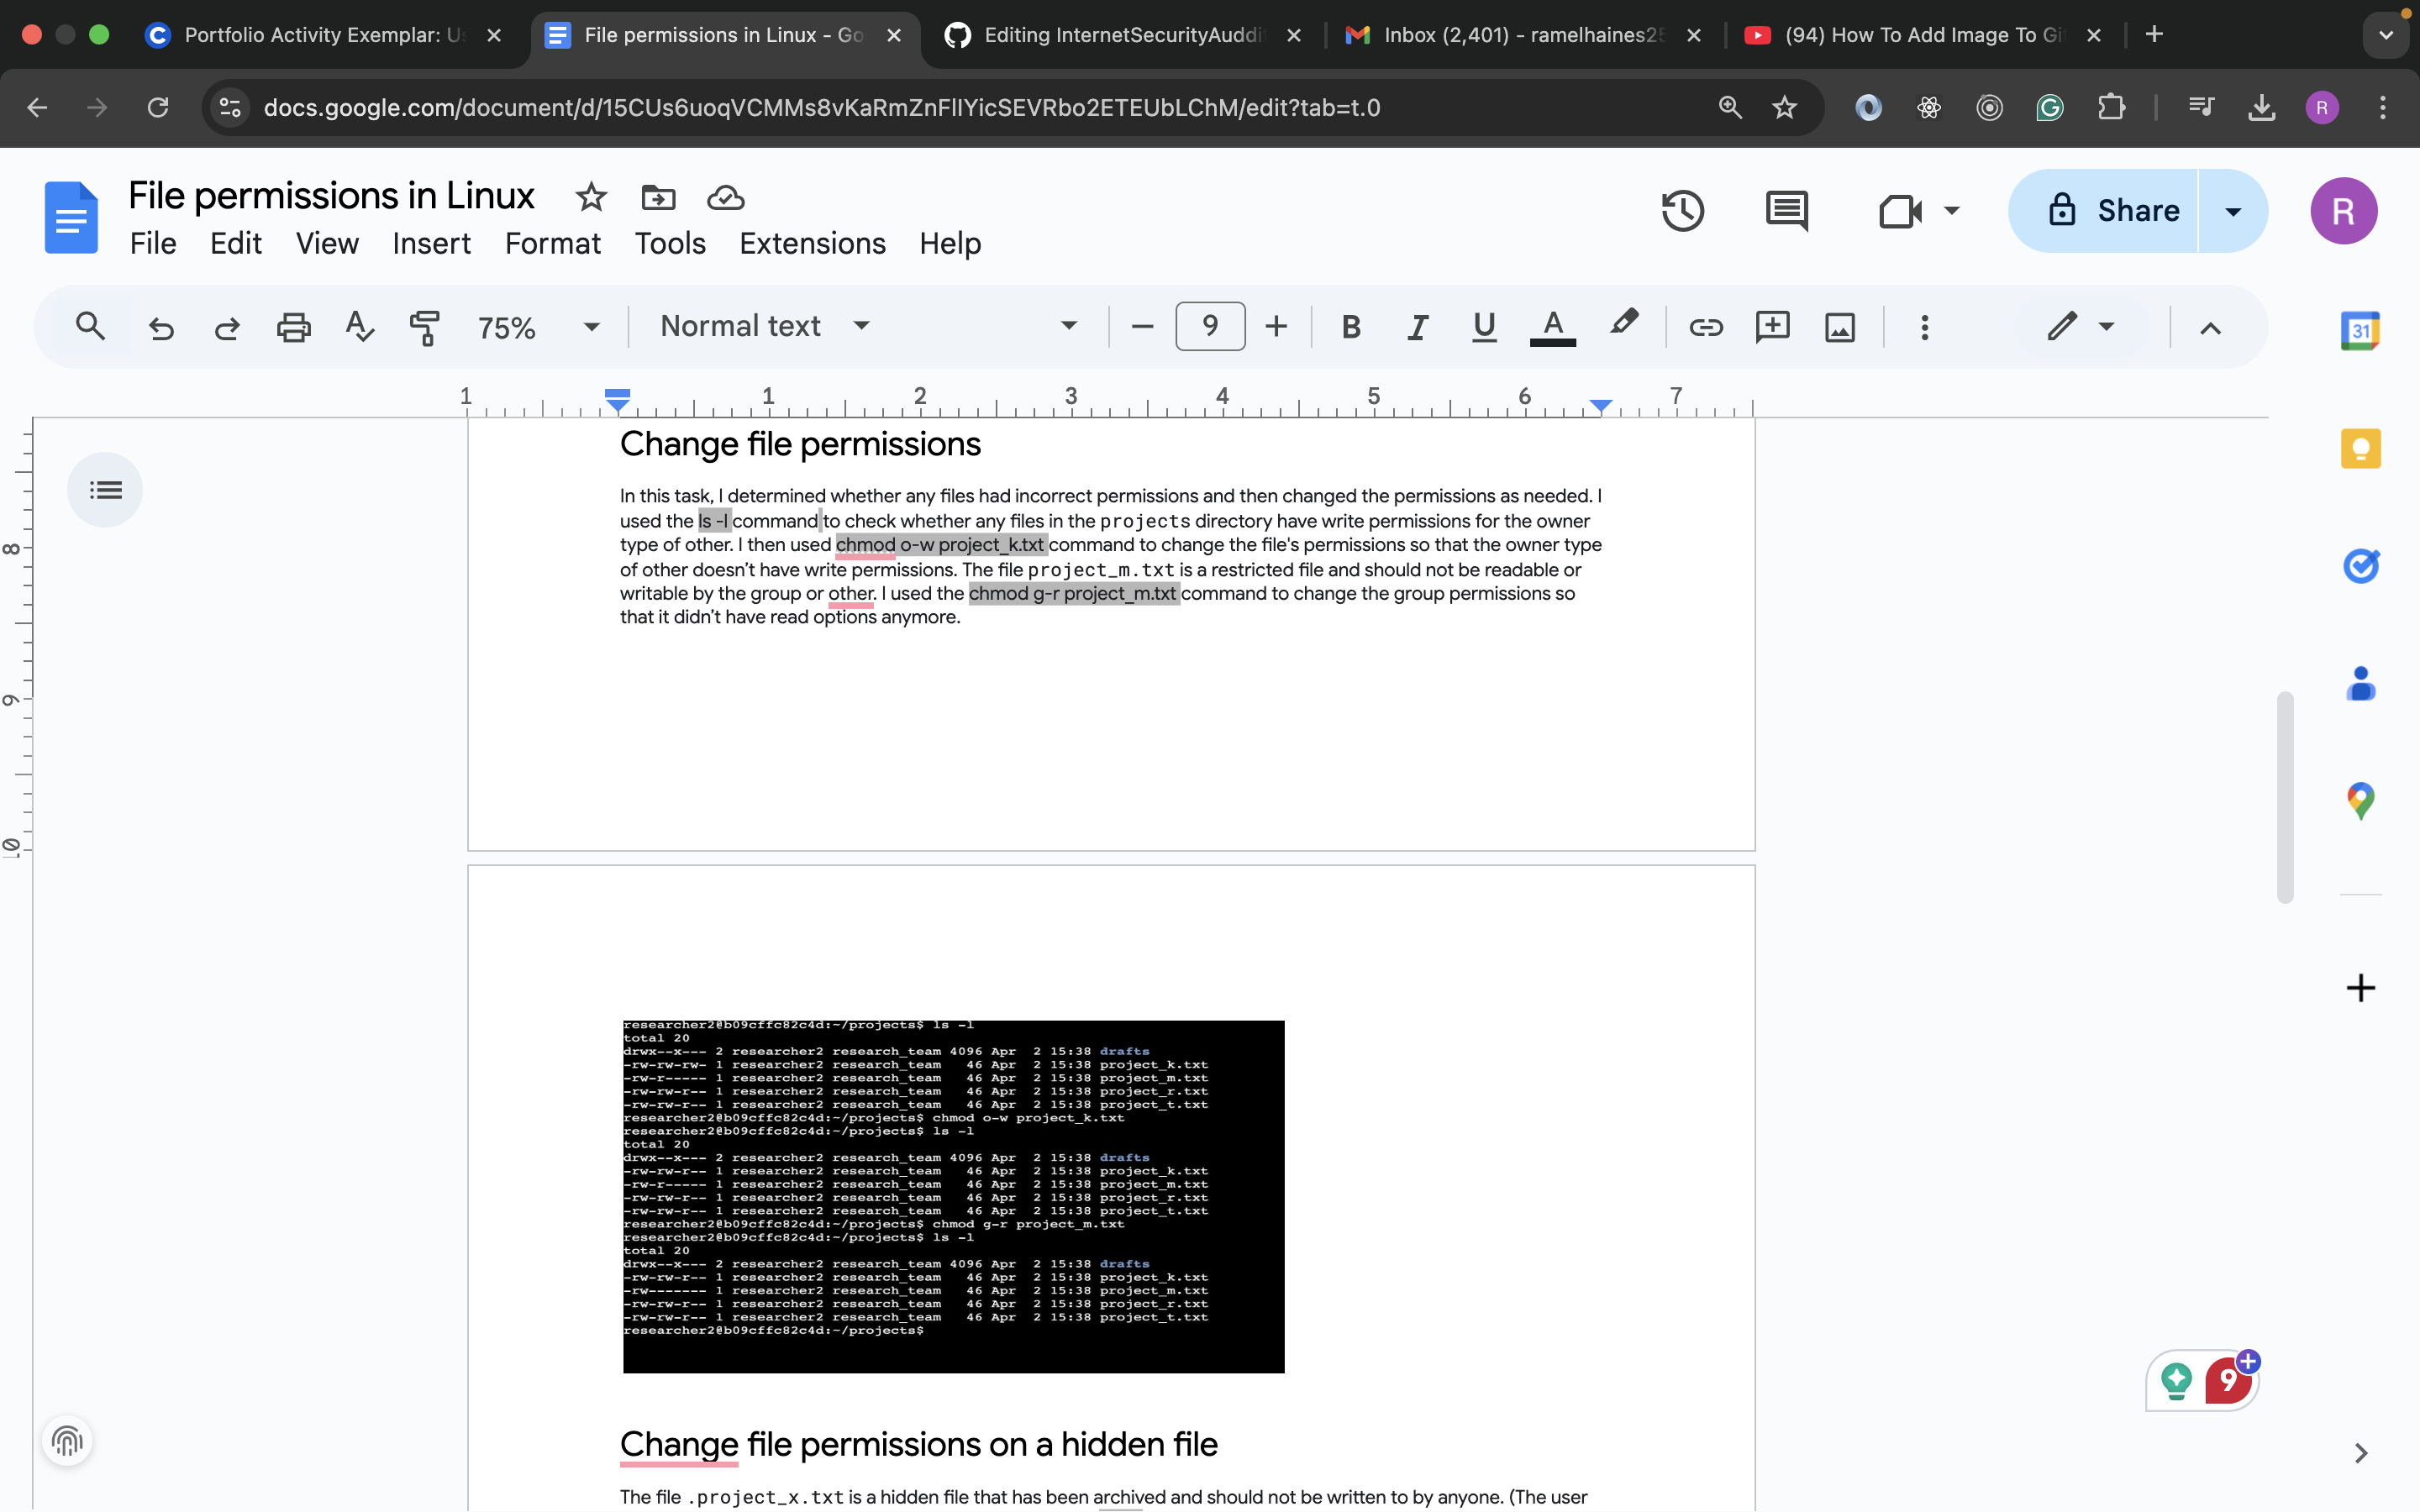 Portfolio Activity Exemplar: Us
File permissions in Linux - Go
Editing InternetSecurityAuddit
Inbox (2,401) - ramelhaines25
(94) How To Add Image To Git
docs.google.com/document/d/15CUs6uoqVCMMs8vKaRmZnFlIYicSEVRbo2ETEUbLChM/edit?tab=t.0
R
File permissions in Linux
File Edit View Insert Format Tools Extensions Help
Share
R
75% Normal text 9 B I U A
31
1 1 2 3 4 5 6 7
8
9
10
Change file permissions
In this task, I determined whether any files had incorrect permissions and then changed the permissions as needed. I
used the ls -l command to check whether any files in the projects directory have write permissions for the owner
type of other. I then used chmod o-w project_k.txt command to change the file's permissions so that the owner type
of other doesn’t have write permissions. The file project_m.txt is a restricted file and should not be readable or
writable by the group or other. I used the chmod g-r project_m.txt command to change the group permissions so
that it didn’t have read options anymore.
researcher2@b09cffc82c4d:~/projects$ ls -l
total 20
drwx--x--- 2 researcher2 research_team 4096 Apr  2 15:38 drafts
-rw-rw-rw- 1 researcher2 research_team   46 Apr  2 15:38 project_k.txt
-rw-r----- 1 researcher2 research_team   46 Apr  2 15:38 project_m.txt
-rw-rw-r-- 1 researcher2 research_team   46 Apr  2 15:38 project_r.txt
-rw-rw-r-- 1 researcher2 research_team   46 Apr  2 15:38 project_t.txt
researcher2@b09cffc82c4d:~/projects$ chmod o-w project_k.txt
researcher2@b09cffc82c4d:~/projects$ ls -l
total 20
drwx--x--- 2 researcher2 research_team 4096 Apr  2 15:38 drafts
-rw-rw-r-- 1 researcher2 research_team   46 Apr  2 15:38 project_k.txt
-rw-r----- 1 researcher2 research_team   46 Apr  2 15:38 project_m.txt
-rw-rw-r-- 1 researcher2 research_team   46 Apr  2 15:38 project_r.txt
-rw-rw-r-- 1 researcher2 research_team   46 Apr  2 15:38 project_t.txt
researcher2@b09cffc82c4d:~/projects$ chmod g-r project_m.txt
researcher2@b09cffc82c4d:~/projects$ ls -l
total 20
drwx--x--- 2 researcher2 research_team 4096 Apr  2 15:38 drafts
-rw-rw-r-- 1 researcher2 research_team   46 Apr  2 15:38 project_k.txt
-rw------- 1 researcher2 research_team   46 Apr  2 15:38 project_m.txt
-rw-rw-r-- 1 researcher2 research_team   46 Apr  2 15:38 project_r.txt
-rw-rw-r-- 1 researcher2 research_team   46 Apr  2 15:38 project_t.txt
researcher2@b09cffc82c4d:~/projects$
9
Change file permissions on a hidden file
The file .project_x.txt is a hidden file that has been archived and should not be written to by anyone. (The user